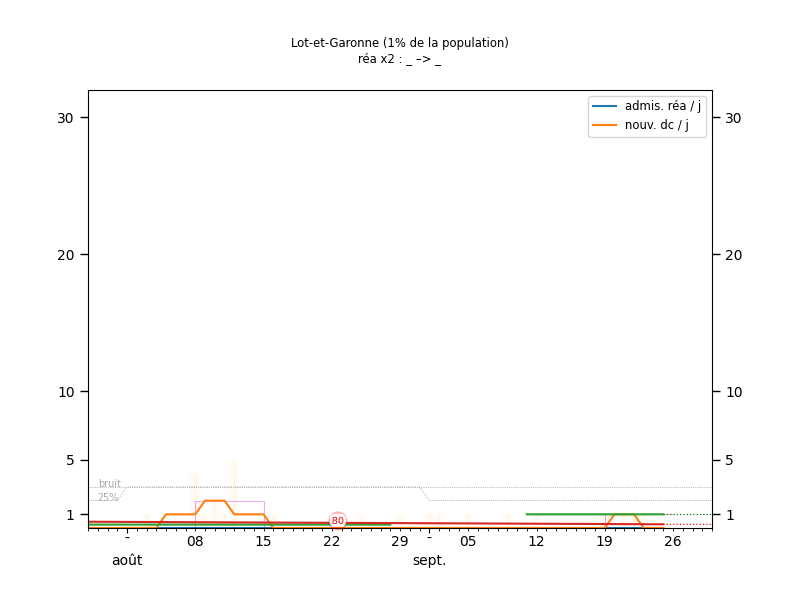 Lot-et-Garonne (1% de la population)
réa x2 : _ –> _
admis. réa / j
nouv. dc / j
30 30
20 20
10 10
5 5
bruit
25%
80
1 1
- 08 15 22 29 - 05 12 19 26
août sept.